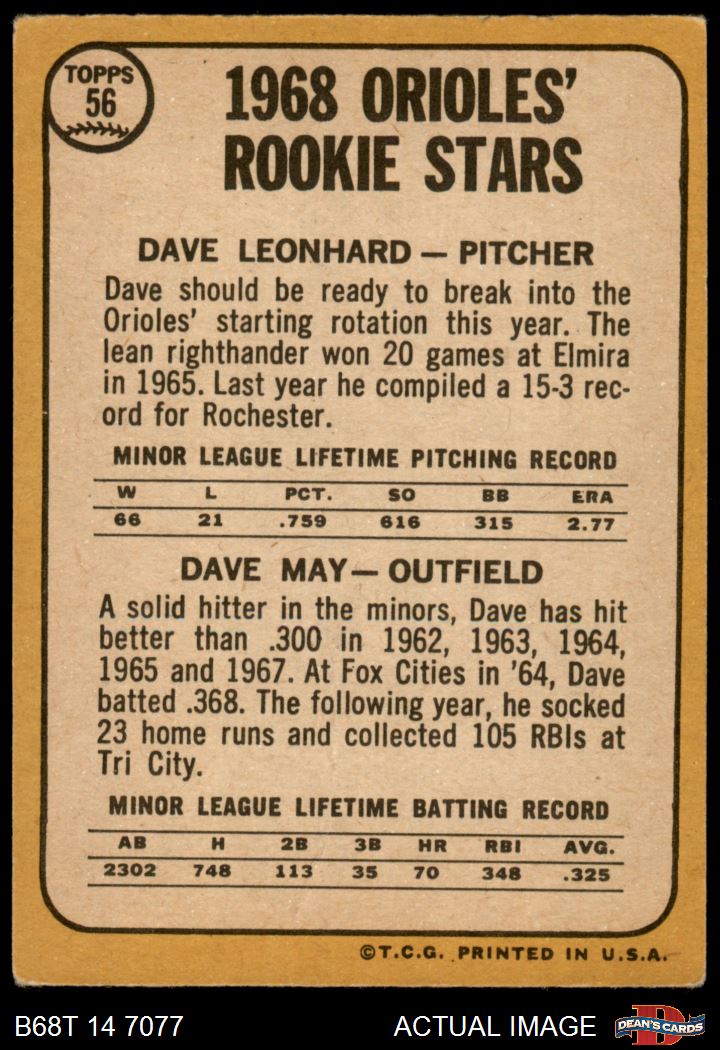 TOPPS
56
1968 ORIOLES'
ROOKIE STARS
DAVE LEONHARD — PITCHER
Dave should be ready to break into the
Orioles' starting rotation this year. The
lean righthander won 20 games at Elmira
in 1965. Last year he compiled a 15-3 rec-
ord for Rochester.
MINOR LEAGUE LIFETIME PITCHING RECORD
W L PCT. SO BB ERA
66 21 .759 616 315 2.77
DAVE MAY — OUTFIELD
A solid hitter in the minors, Dave has hit
better than .300 in 1962, 1963, 1964,
1965 and 1967. At Fox Cities in '64, Dave
batted .368. The following year, he socked
23 home runs and collected 105 RBIs at
Tri City.
MINOR LEAGUE LIFETIME BATTING RECORD
AB H 2B 3B HR RBI AVG.
2302 748 113 35 70 348 .325
©T.C.G. PRINTED IN U.S.A.
B68T 14 7077 ACTUAL IMAGE DEAN'S CARDS